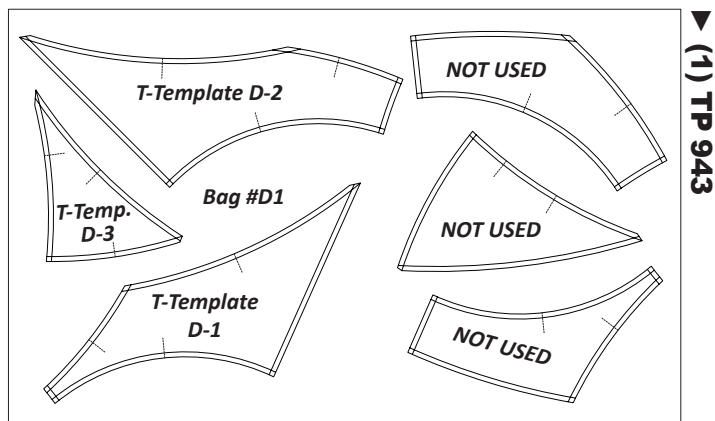 T-Template D-2
NOT USED
T-Temp.
D-3
Bag #D1
NOT USED
T-Template
D-1
NOT USED
▶ (1) TP 943